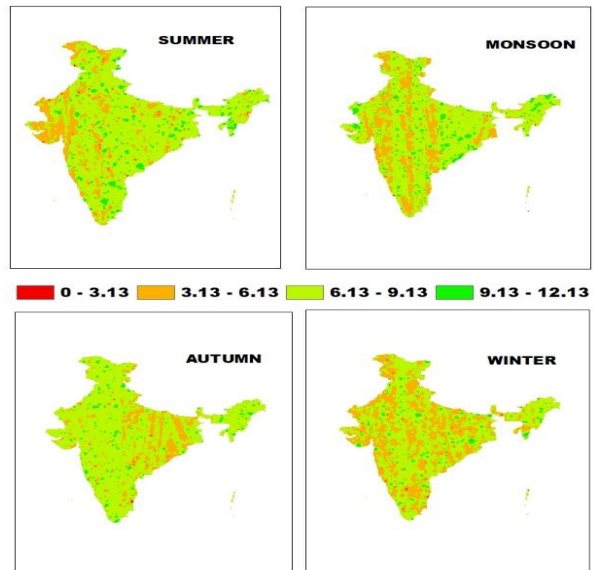 SUMMER
MONSOON
0 - 3.13 3.13 - 6.13 6.13 - 9.13 9.13 - 12.13
AUTUMN
WINTER